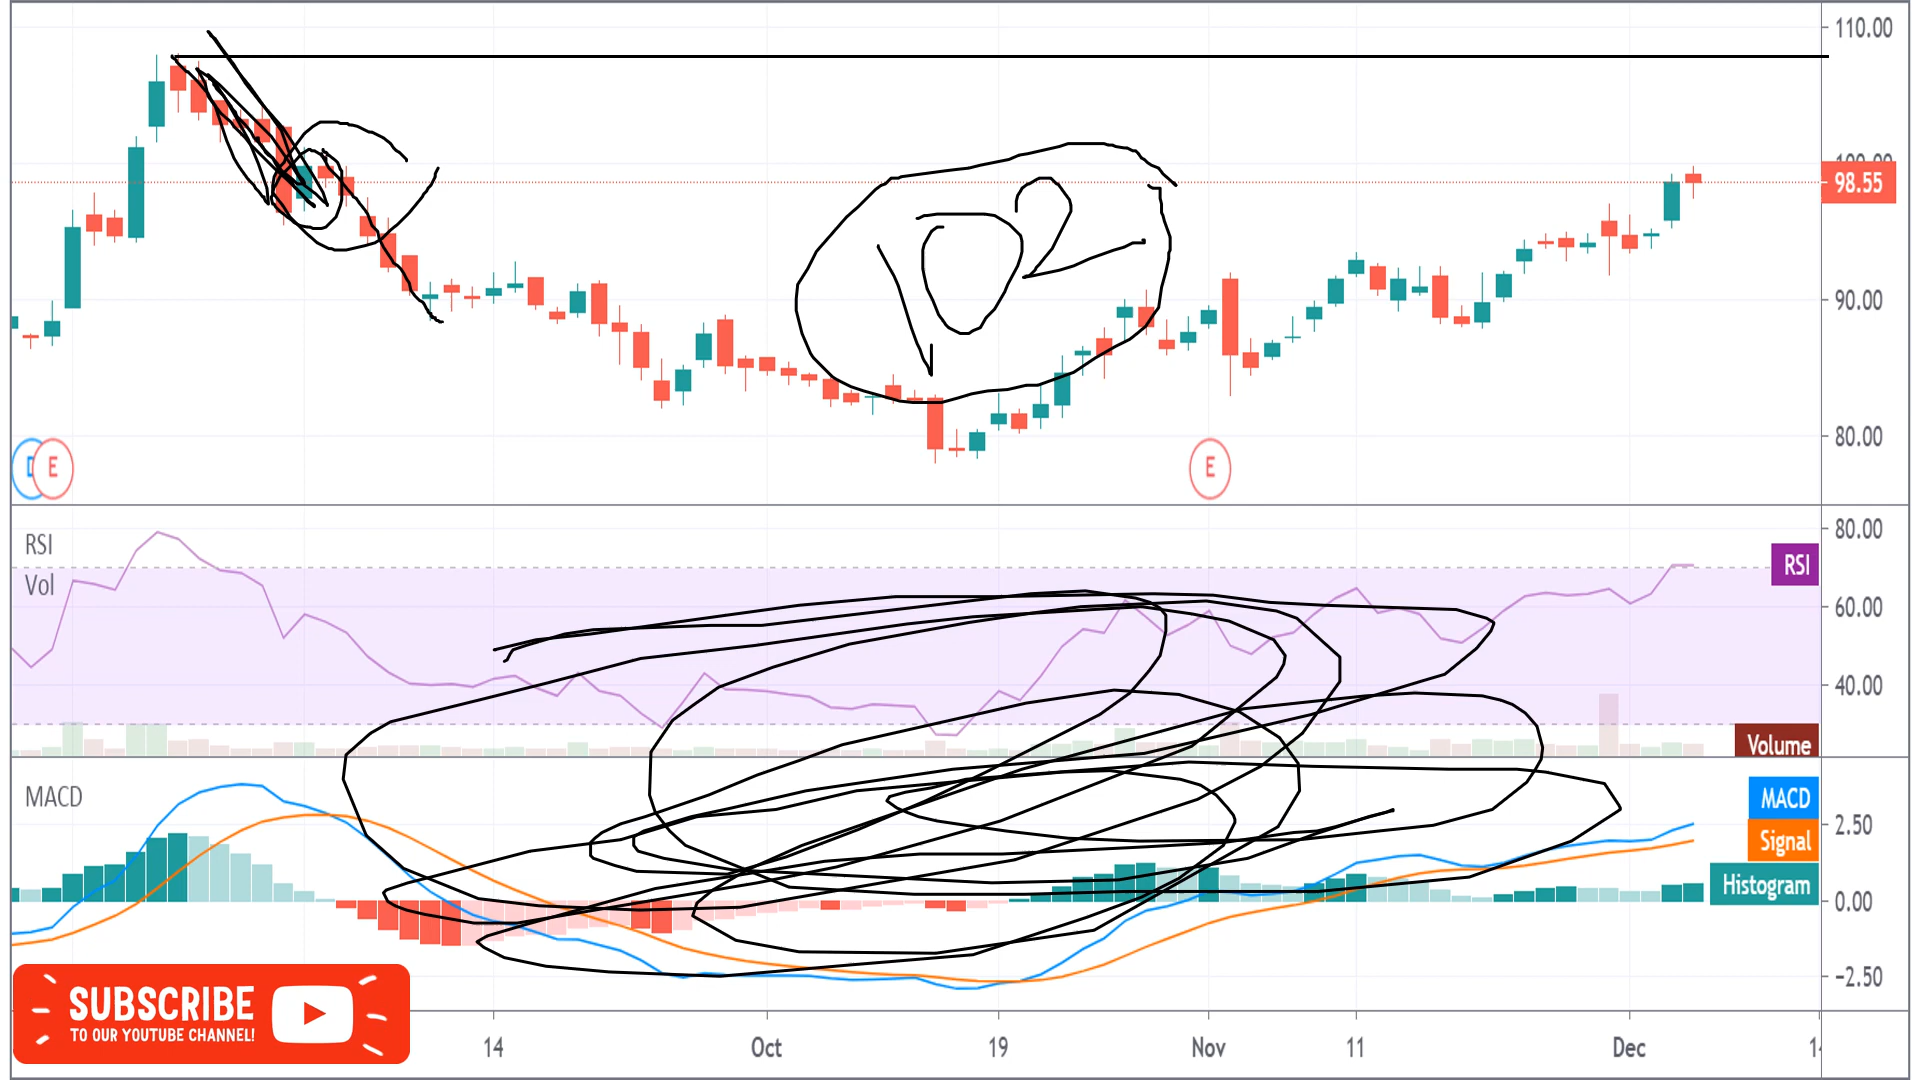 110.00
100.00
98.55
90.00
80.00
D E
E
RSI
80.00
Vol
RSI
60.00
40.00
Volume
MACD
MACD
2.50
Signal
Histogram
0.00
-2.50
SUBSCRIBE
TO OUR YOUTUBE CHANNEL!
14 Oct 19 Nov 11 Dec